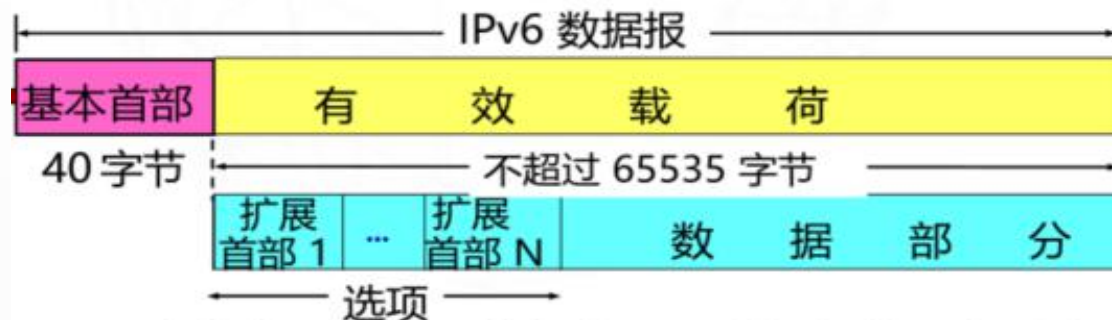 IPv6 数据报
基本首部 有效载荷
40 字节 不超过 65535 字节
扩展首部 1 ... 扩展首部 N 数据部分
选项